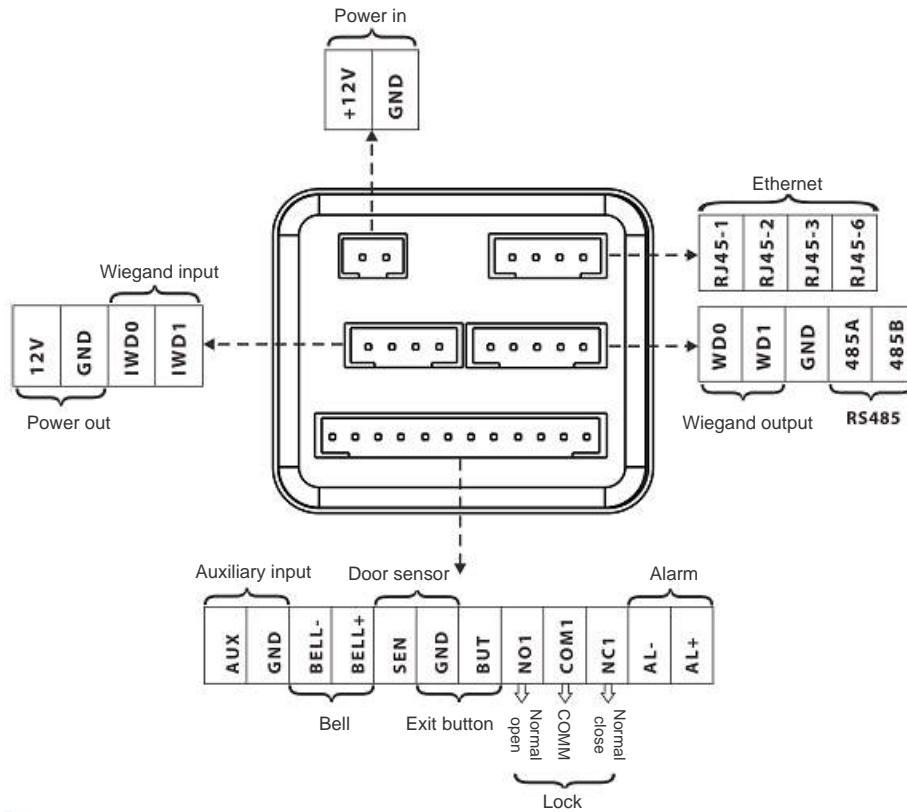 Power in
+12V
GND
Ethernet
RJ45-1
RJ45-2
RJ45-3
RJ45-6
Wiegand input
12V
GND
IWD0
IWD1
Power out
WD0
WD1
GND
485A
485B
Wiegand output
RS485
Auxiliary input
Door sensor
Alarm
AUX
GND
BELL-
BELL+
SEN
GND
BUT
NO1
COM1
NC1
AL-
AL+
Bell
Exit button
Normal
open
COMM
Normal
close
Lock